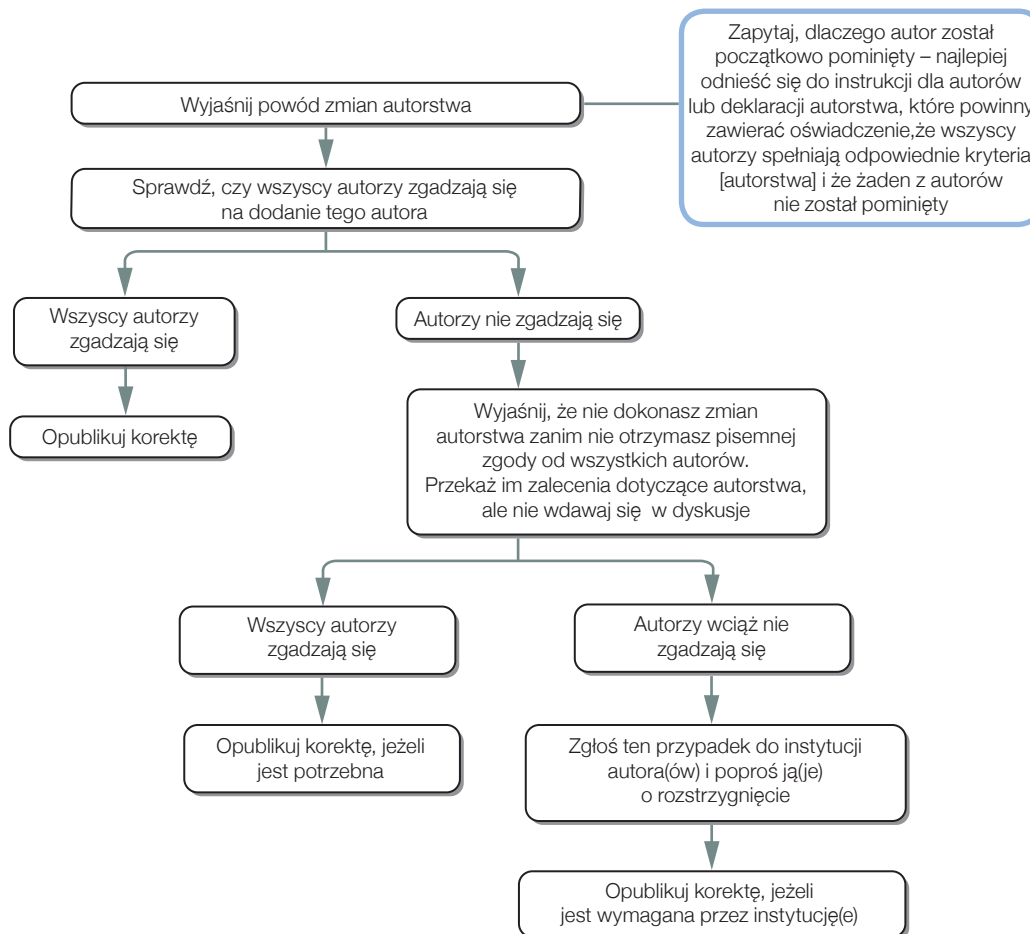 Wyjaśnij powód zmian autorstwa
Zapytaj, dlaczego autor został
początkowo pominięty – najlepiej
odnieść się do instrukcji dla autorów
lub deklaracji autorstwa, które powinny
zawierać oświadczenie,że wszyscy
autorzy spełniają odpowiednie kryteria
[autorstwa] i że żaden z autorów
nie został pominięty
Sprawdź, czy wszyscy autorzy zgadzają się
na dodanie tego autora
Wszyscy autorzy
zgadzają się
Autorzy nie zgadzają się
Opublikuj korektę
Wyjaśnij, że nie dokonasz zmian
autorstwa zanim nie otrzymasz pisemnej
zgody od wszystkich autorów.
Przekaż im zalecenia dotyczące autorstwa,
ale nie wdawaj się w dyskusje
Wszyscy autorzy
zgadzają się
Autorzy wciąż nie
zgadzają się
Opublikuj korektę, jeżeli
jest potrzebna
Zgłoś ten przypadek do instytucji
autora(ów) i poproś ją(je)
o rozstrzygnięcie
Opublikuj korektę, jeżeli
jest wymagana przez instytucję(e)